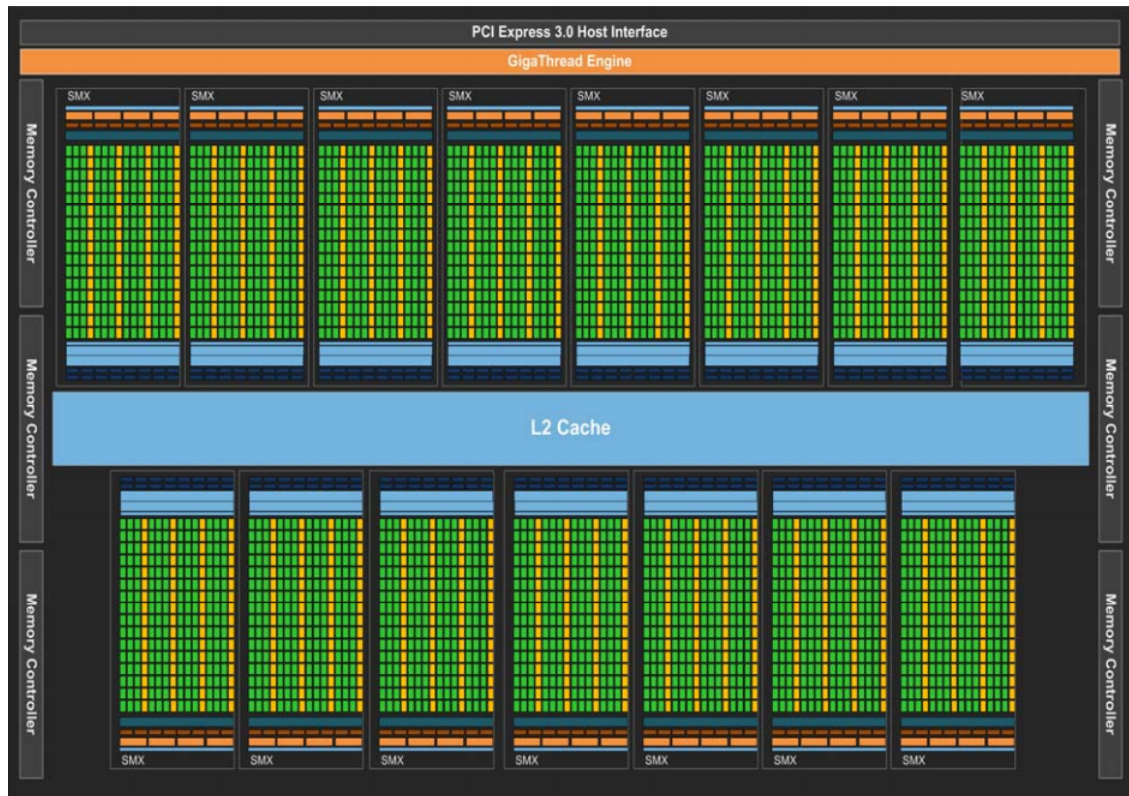 PCI Express 3.0 Host Interface
GigaThread Engine
SMX
SMX
SMX
SMX
SMX
SMX
SMX
SMX
Memory Controller
Memory Controller
Memory Controller
Memory Controller
L2 Cache
Memory Controller
Memory Controller
SMX
SMX
SMX
SMX
SMX
SMX
SMX